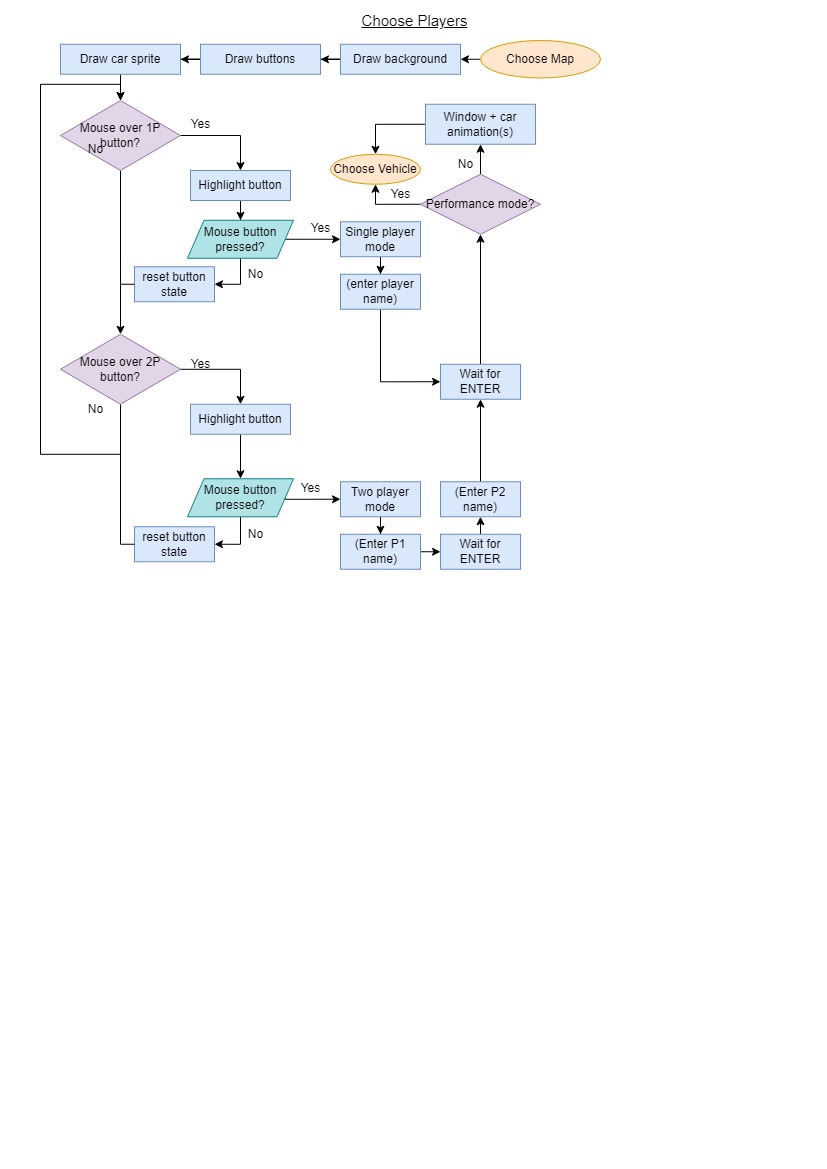 Choose Players
Draw car sprite
Draw buttons
Draw background
Choose Map
Mouse over 1P
button?
No
Yes
Highlight button
Mouse button
pressed?
Yes
No
reset button
state
Single player
mode
(enter player
name)
Window + car
animation(s)
Choose Vehicle
No
Yes
Performance mode?
Mouse over 2P
button?
Yes
No
Highlight button
Wait for
ENTER
Mouse button
pressed?
Yes
No
reset button
state
Two player
mode
(Enter P1
name)
(Enter P2
name)
Wait for
ENTER